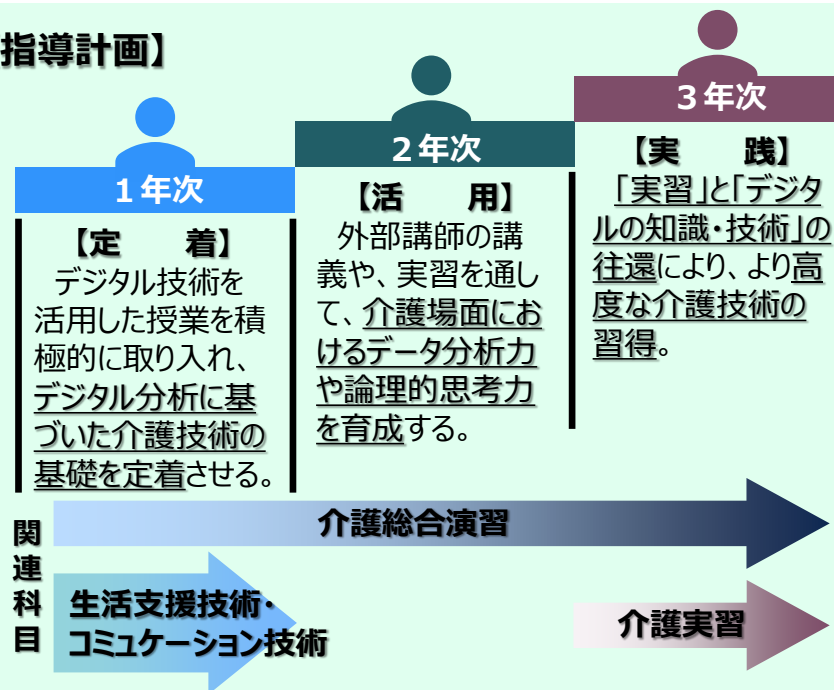 指導計画】
1年次
【定　　着】
デジタル技術を
活用した授業を積
極的に取り入れ、
デジタル分析に基
づいた介護技術の
基礎を定着させる。
2年次
【活　　用】
外部講師の講
義や、実習を通し
て、介護場面にお
けるデータ分析力
や論理的思考力
を育成する。
3年次
【実　　践】
「実習」と「デジタ
ルの知識・技術」の
往還により、より高
度な介護技術の
習得。
関連科目
介護総合演習
生活支援技術・
コミュケーション技術
介護実習